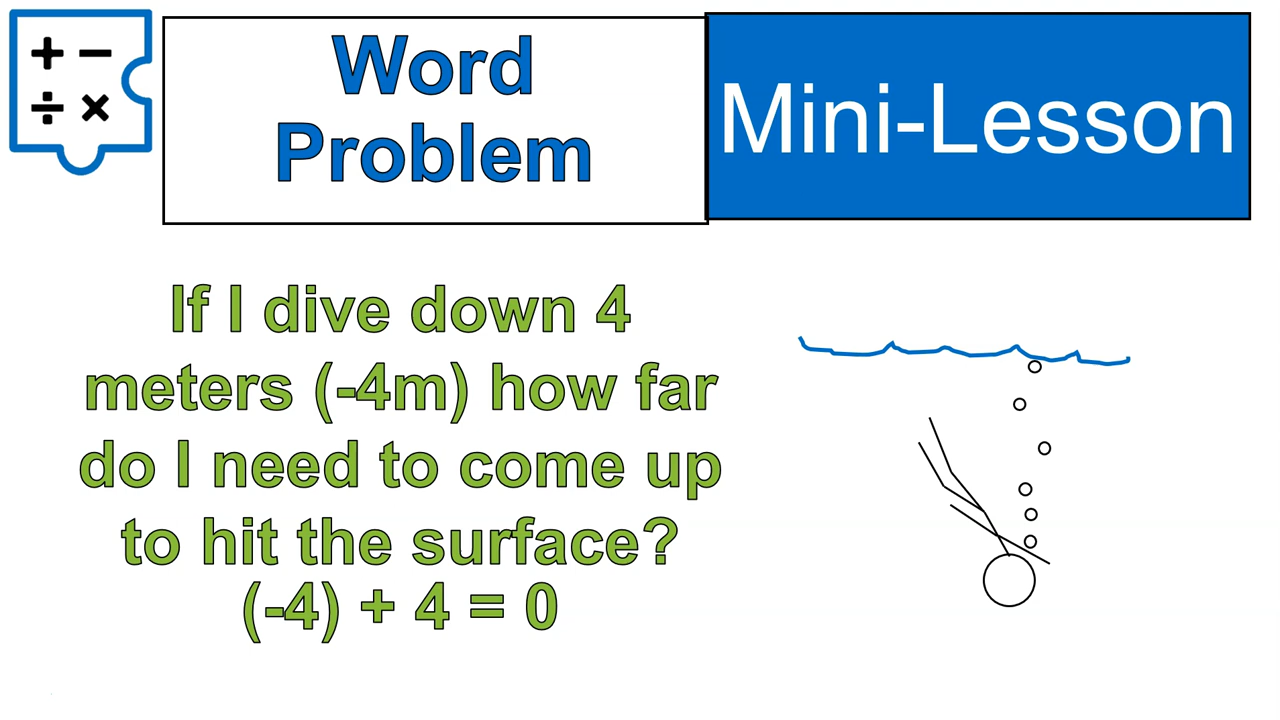 + −
÷ ×
Word
Problem
Mini-Lesson
If I dive down 4
meters (-4m) how far
do I need to come up
to hit the surface?
(-4) + 4 = 0